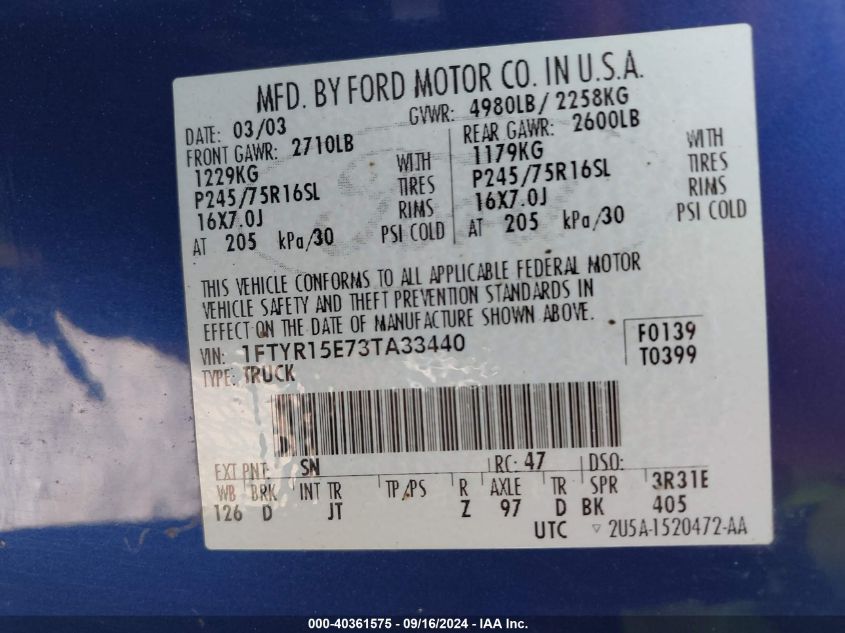 MFD. BY FORD MOTOR CO. IN U.S.A.
DATE: 03/03 GVWR: 4980LB/ 2258KG
FRONT GAWR: 2710LB REAR GAWR: 2600LB
1229KG WITH 1179KG WITH
P245/75R16SL TIRES P245/75R16SL TIRES
16X7.0J RIMS 16X7.0J RIMS
AT 205 kPa/30 PSI COLD AT 205 kPa/30 PSI COLD
THIS VEHICLE CONFORMS TO ALL APPLICABLE FEDERAL MOTOR
VEHICLE SAFETY AND THEFT PREVENTION STANDARDS IN
EFFECT ON THE DATE OF MANUFACTURE SHOWN ABOVE.
VIN: 1FTYR15E73TA33440 F0139
TYPE: TRUCK T0399
EXT PNT: SN RC: 47 DSO:
WB BRK INT TR TP/PS R AXLE TR SPR 3R31E
126 D JT Z 97 D BK 405
UTC ▽ 2U5A-1520472-AA
000-40361575 - 09/16/2024 - IAA Inc.